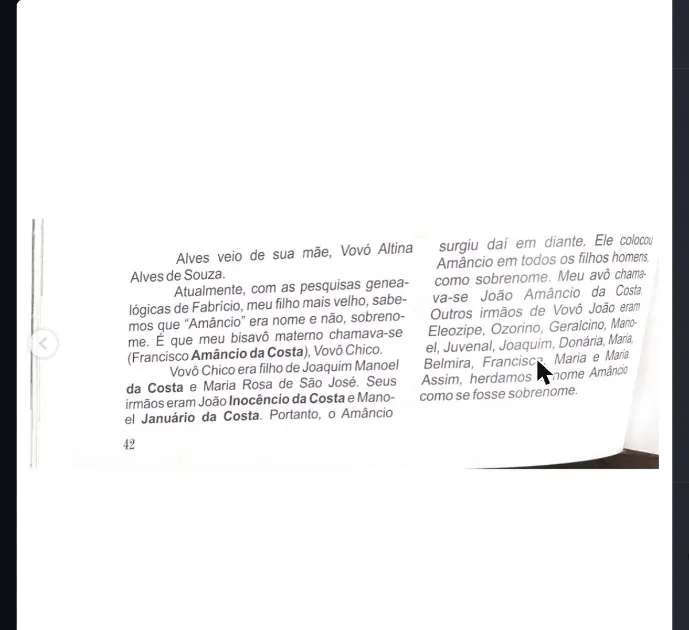 Alves veio de sua mãe, Vovó Altina
Alves de Souza.
Atualmente, com as pesquisas genea-
lógicas de Fabrício, meu filho mais velho, sabe-
mos que “Amâncio” era nome e não, sobreno-
me. É que meu bisavô materno chamava-se
(Francisco Amâncio da Costa), Vovô Chico.
Vovô Chico era filho de Joaquim Manoel
da Costa e Maria Rosa de São José. Seus
irmãos eram João Inocêncio da Costa e Mano-
el Januário da Costa. Portanto, o Amâncio
42
surgiu daí em diante. Ele colocou
Amâncio em todos os filhos homens,
como sobrenome. Meu avô chama-
va-se João Amâncio da Costa.
Outros irmãos de Vovô João eram
Eleozipe, Ozorino, Geralcino, Mano-
el, Juvenal, Joaquim, Donária, Maria,
Belmira, Francisca, Maria e Maria.
Assim, herdamos nome Amâncio
como se fosse sobrenome.